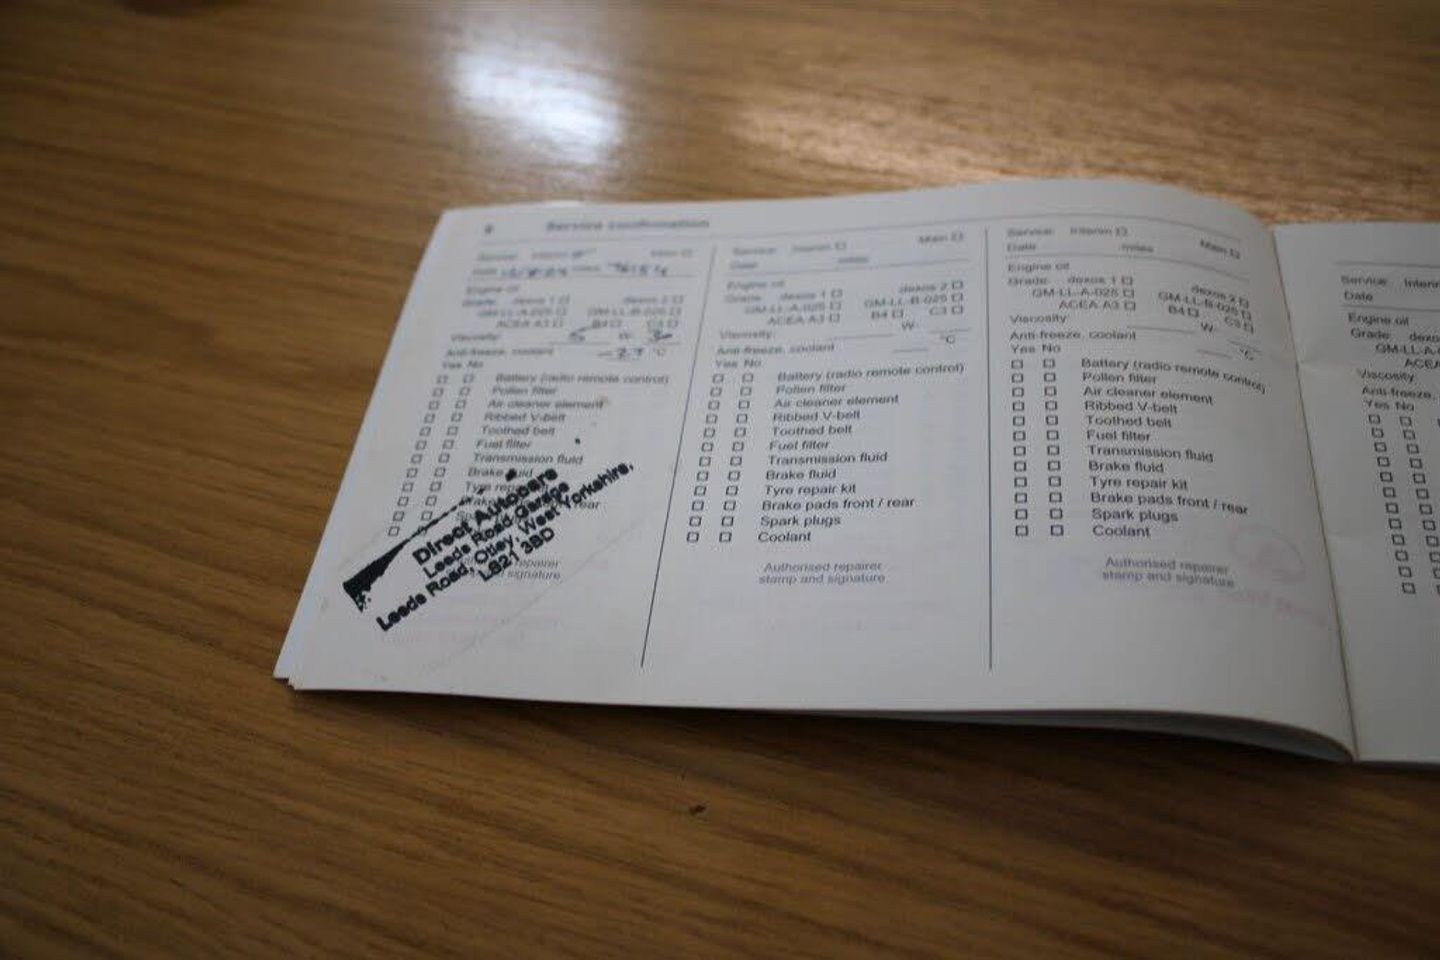 Service confirmation
Service Interim Main
Date miles
Engine oil
Grade dexos 1 dexos 2
GM-LL-A-025 GM-LL-B-025
ACEA A3 B4 C3
Viscosity 5 W 30
Anti-freeze, coolant °C
Yes No
Battery (radio remote control)
Pollen filter
Air cleaner element
Ribbed V-belt
Toothed belt
Fuel filter
Transmission fluid
Brake fluid
Direct Autocare
Leeds Road Garage
Leeds Road, Otley, West Yorkshire,
LS21 3BD
signature
Service: Interim Main
Date miles
Engine oil
Grade: dexos 1 dexos 2
GM-LL-A-025 GM-LL-B-025
ACEA A3 B4 C3
Viscosity: W
Anti-freeze, coolant °C
Yes No
Battery (radio remote control)
Pollen filter
Air cleaner element
Ribbed V-belt
Toothed belt
Fuel filter
Transmission fluid
Brake fluid
Tyre repair kit
Brake pads front / rear
Spark plugs
Coolant
Authorised repairer
stamp and signature
Service: Interim Main
Date miles
Engine oil
Grade: dexos 1 dexos 2
GM-LL-A-025 GM-LL-B-025
ACEA A3 B4 C3
Viscosity: W
Anti-freeze, coolant °C
Yes No
Battery (radio remote control)
Pollen filter
Air cleaner element
Ribbed V-belt
Toothed belt
Fuel filter
Transmission fluid
Brake fluid
Tyre repair kit
Brake pads front / rear
Spark plugs
Coolant
Authorised repairer
stamp and signature
Service:
Date
Engine oil
Grade:
Viscosity
Anti-freeze,
Yes No